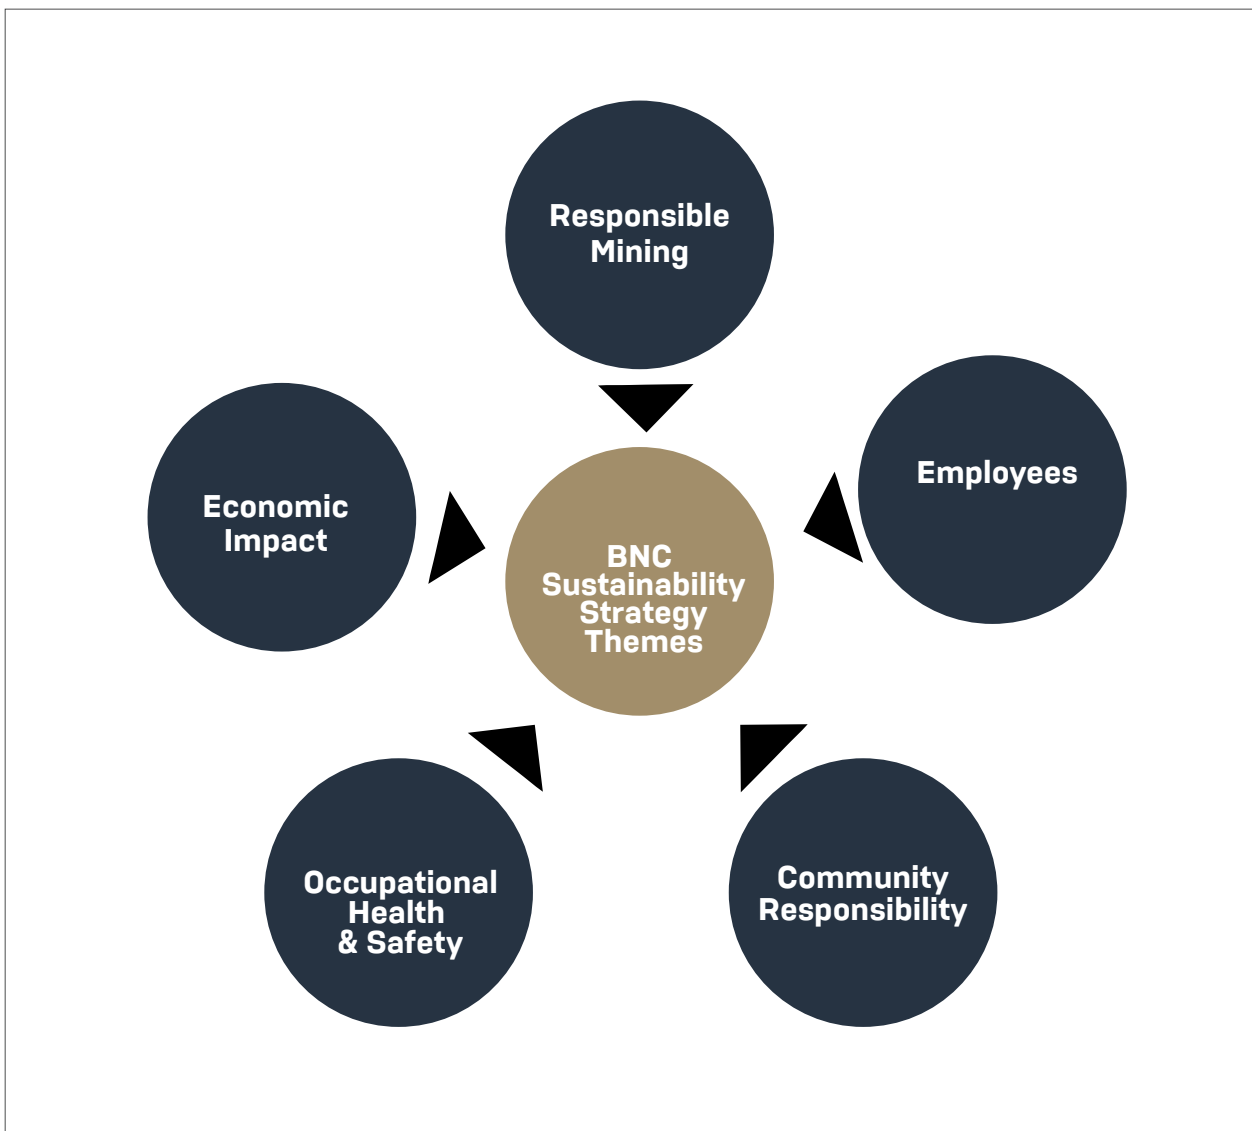 Responsible
Mining
Employees
Economic
Impact
BNC
Sustainability
Strategy
Themes
Occupational
Health
& Safety
Community
Responsibility